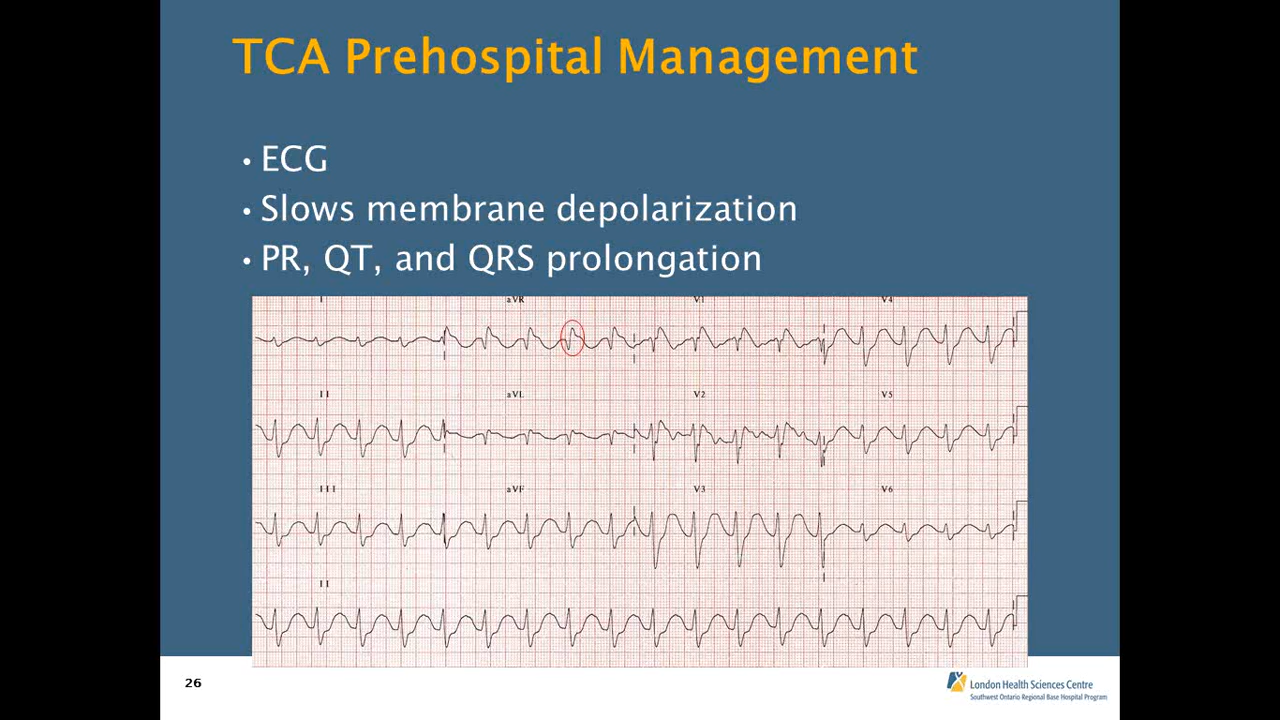 TCA Prehospital Management
• ECG
• Slows membrane depolarization
• PR, QT, and QRS prolongation
I aVR V1 V4
II aVL V2 V5
III aVF V3 V6
II
26
London Health Sciences Centre
Southwest Ontario Regional Base Hospital Program